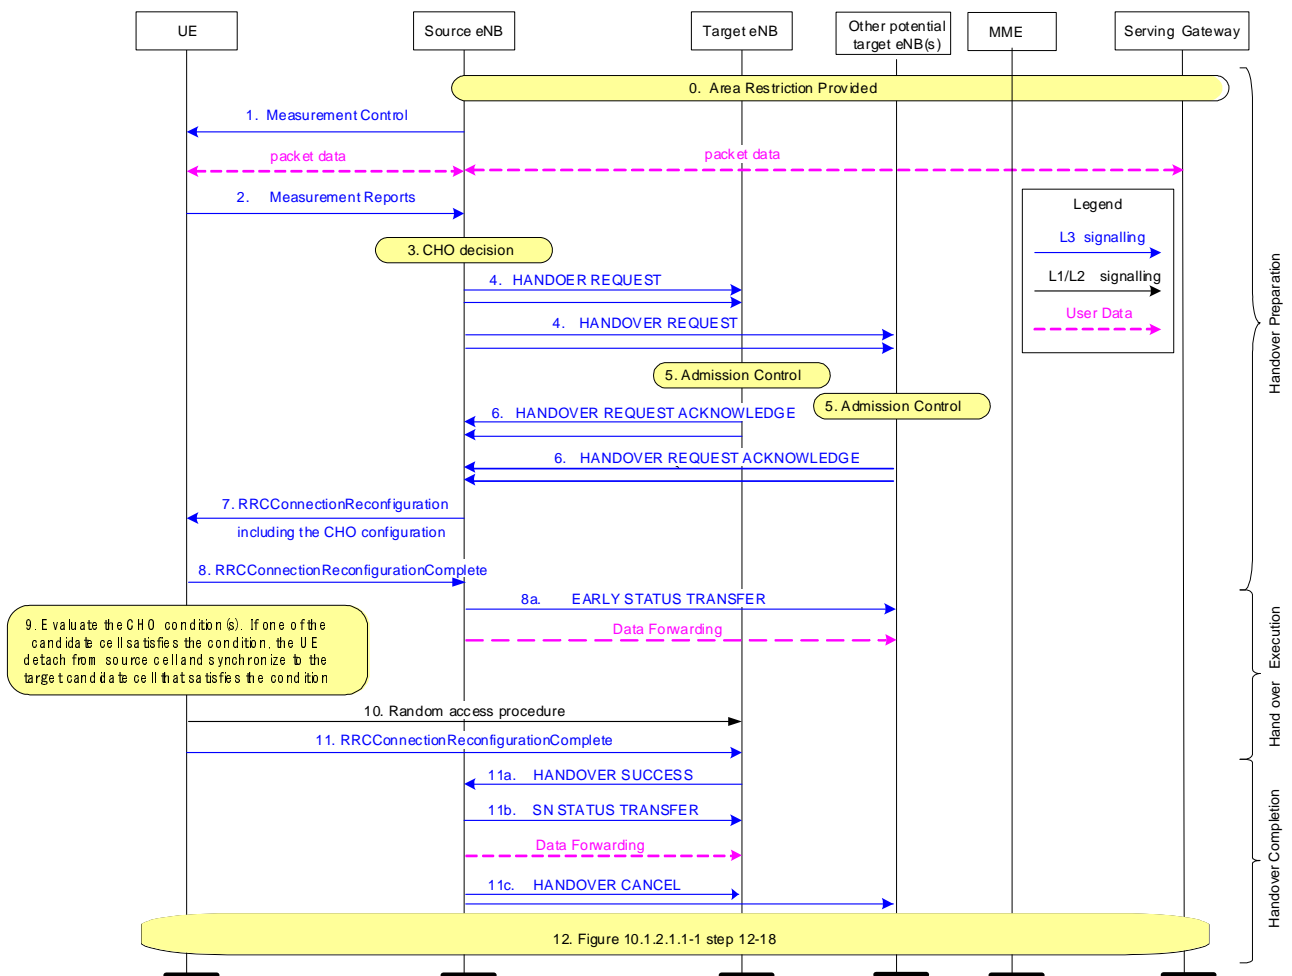 UE
Source eNB
Target eNB
Other potential
target eNB(s)
MME
Serving Gateway
0. Area Restriction Provided
1. Measurement Control
packet data
packet data
2. Measurement Reports
Legend
L3 signalling
L1/L2 signalling
User Data
3. CHO decision
4. HANDOER REQUEST
4. HANDOVER REQUEST
5. Admission Control
5. Admission Control
6. HANDOVER REQUEST ACKNOWLEDGE
6. HANDOVER REQUEST ACKNOWLEDGE
7. RRCConnectionReconfiguration
including the CHO configuration
8. RRCConnectionReconfigurationComplete
8a. EARLY STATUS TRANSFER
Data Forwarding
9. Evaluate the CHO condition(s). If one of the
candidate cell satisfies the condition, the UE
detach from source cell and synchronize to the
target candidate cell that satisfies the condition
10. Random access procedure
11. RRCConnectionReconfigurationComplete
11a. HANDOVER SUCCESS
11b. SN STATUS TRANSFER
Data Forwarding
11c. HANDOVER CANCEL
12. Figure 10.1.2.1.1-1 step 12-18
Handover Preparation
Hand over Execution
Handover Completion